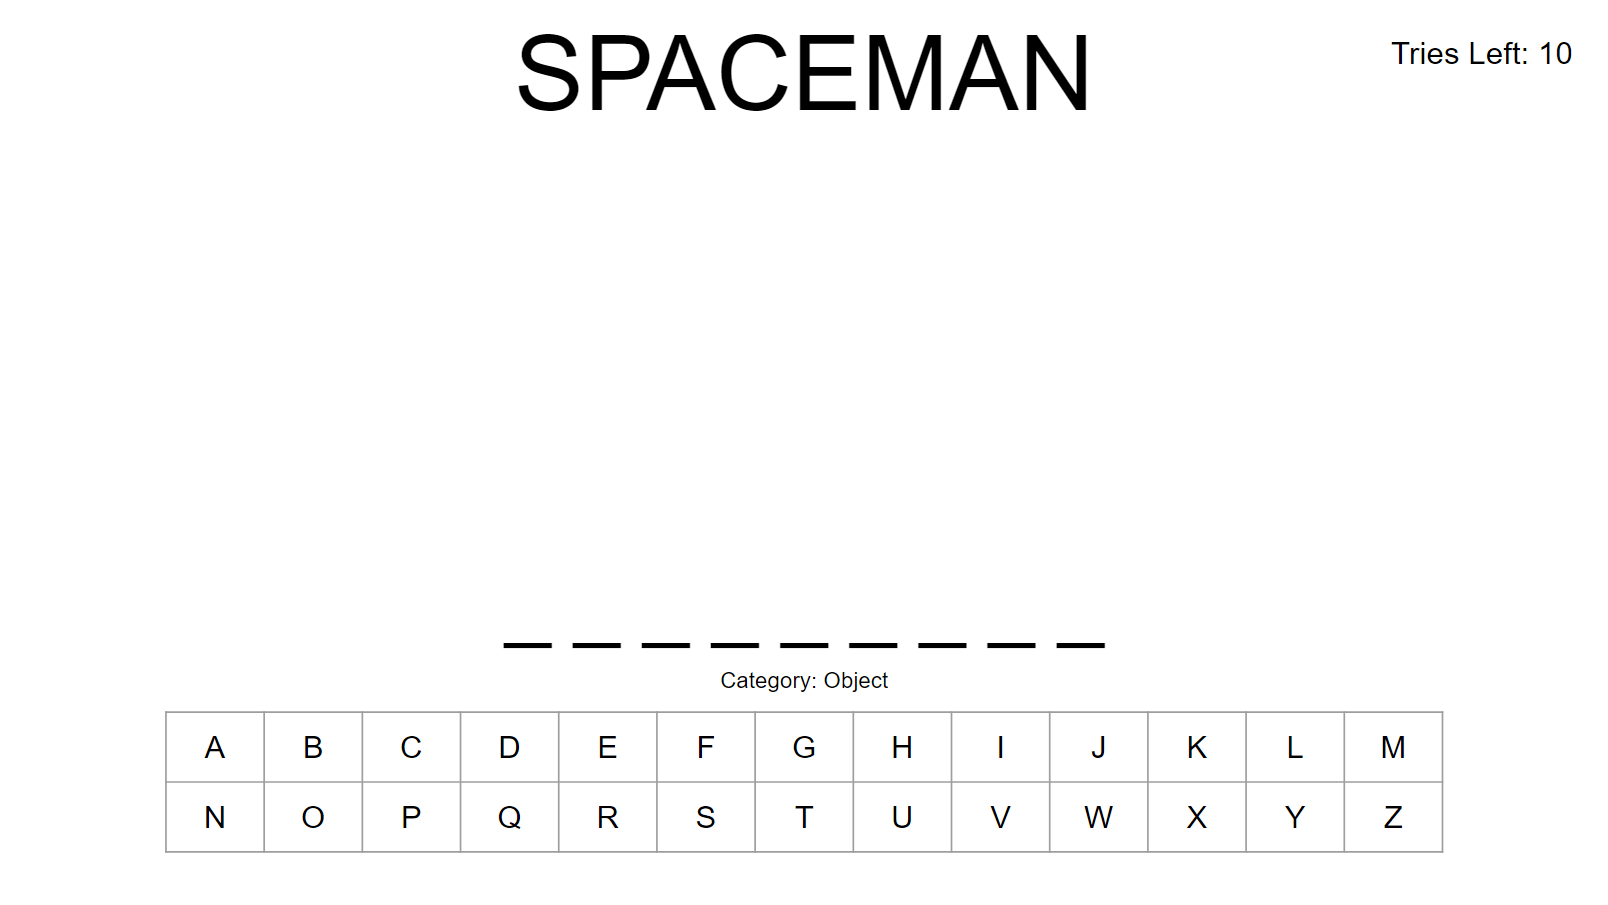 SPACEMAN
Tries Left: 10
_ _ _ _ _ _ _ _ _
Category: Object
A B C D E F G H I J K L M
N O P Q R S T U V W X Y Z